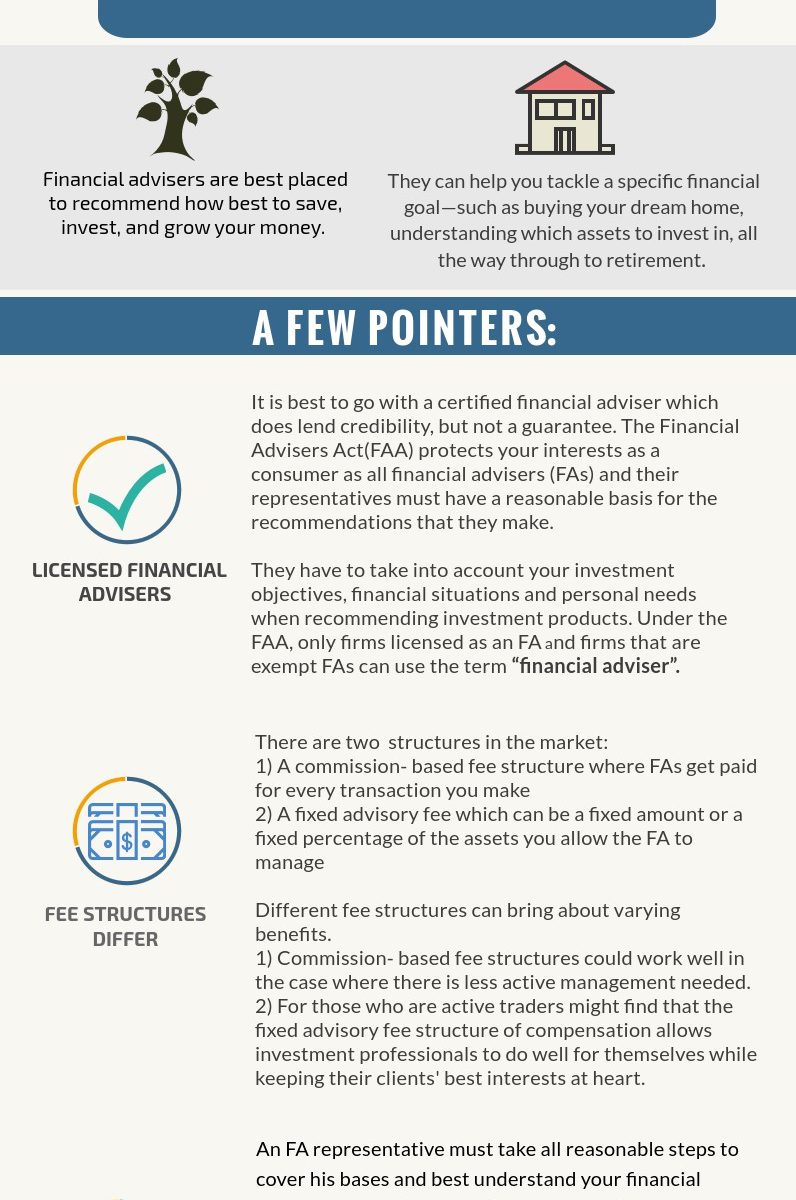 Financial advisers are best placed
to recommend how best to save,
invest, and grow your money.
They can help you tackle a specific financial
goal—such as buying your dream home,
understanding which assets to invest in, all
the way through to retirement.
A FEW POINTERS:
LICENSED FINANCIAL
ADVISERS
It is best to go with a certified financial adviser which
does lend credibility, but not a guarantee. The Financial
Advisers Act(FAA) protects your interests as a
consumer as all financial advisers (FAs) and their
representatives must have a reasonable basis for the
recommendations that they make.
They have to take into account your investment
objectives, financial situations and personal needs
when recommending investment products. Under the
FAA, only firms licensed as an FA and firms that are
exempt FAs can use the term “financial adviser”.
FEE STRUCTURES
DIFFER
There are two  structures in the market:
1) A commission- based fee structure where FAs get paid
for every transaction you make
2) A fixed advisory fee which can be a fixed amount or a
fixed percentage of the assets you allow the FA to
manage
Different fee structures can bring about varying
benefits.
1) Commission- based fee structures could work well in
the case where there is less active management needed.
2) For those who are active traders might find that the
fixed advisory fee structure of compensation allows
investment professionals to do well for themselves while
keeping their clients' best interests at heart.
An FA representative must take all reasonable steps to
cover his bases and best understand your financial